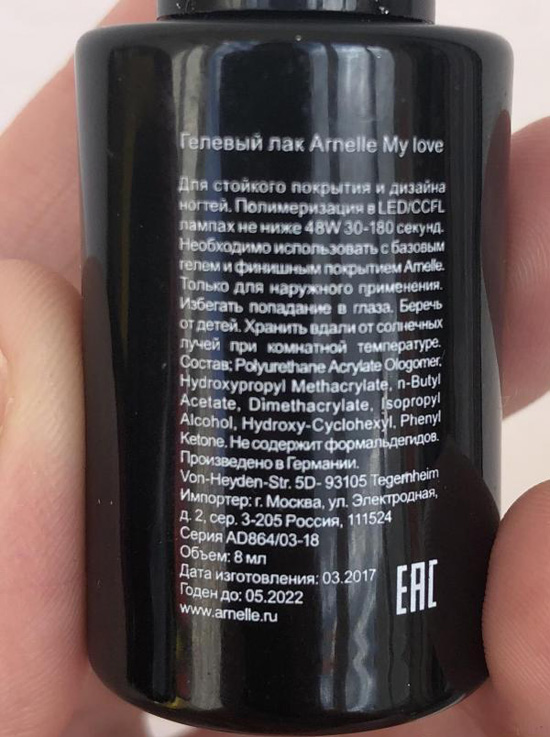 Гелевый лак Arnelle My love
Для стойкого покрытия и дизайна
ногтей. Полимеризация в LED/CCFL
лампах не ниже 48W 30-180 секунд.
Необходимо использовать с базовым
гелем и финишным покрытием Arnelle.
Только для наружного применения.
Избегать попадание в глаза. Беречь
от детей. Хранить вдали от солнечных
лучей при комнатной температуре.
Состав: Polyurethane Acrylate Ologomer,
Hydroxypropyl Methacrylate, n-Butyl
Acetate, Dimethacrylate, Isopropyl
Alcohol, Hydroxy-Cyclohexyl, Phenyl
Ketone. Не содержит формальдегидов.
Произведено в Германии.
Von-Heyden-Str. 5D- 93105 Tegernheim
Импортер: г. Москва, ул. Электродная,
д. 2, сер. 3-205 Россия, 111524
Серия AD864/03-18
Объем: 8 мл
Дата изготовления: 03.2017
Годен до: 05.2022
www.arnelle.ru
EAC